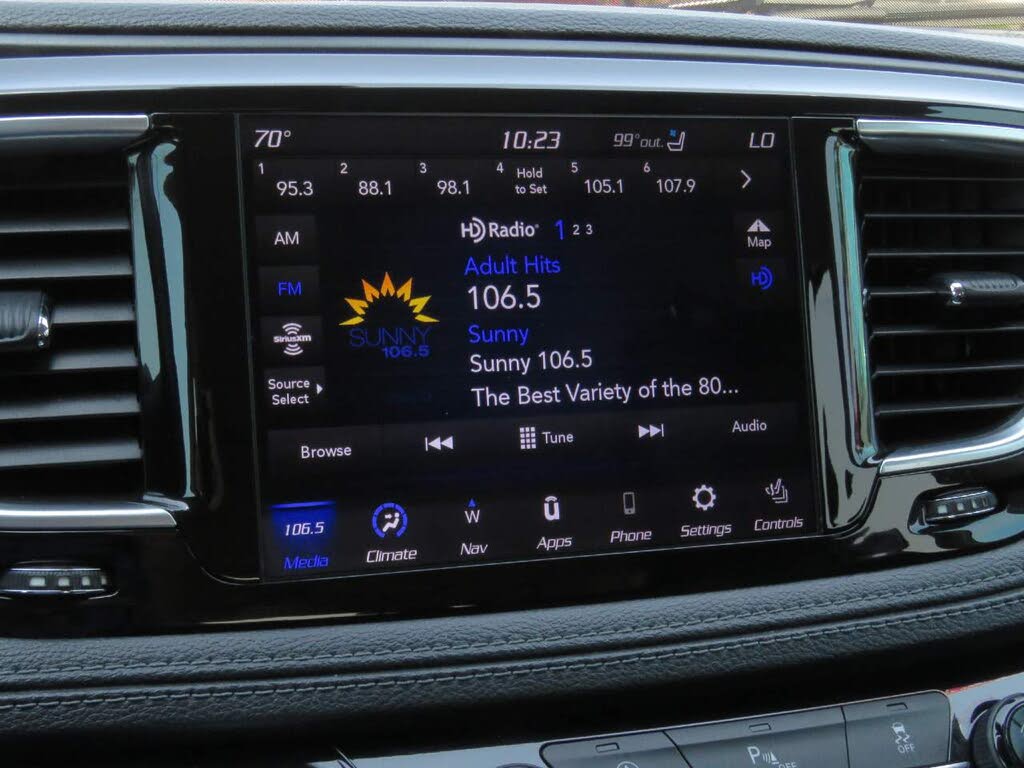 70° 10:23 99°out. LO
1 95.3 2 88.1 3 98.1 4 Hold to Set 5 105.1 6 107.9
HD Radio 1 2 3
AM
FM
SiriusXM
Source
Select
SUNNY
106.5
Adult Hits
106.5
Sunny
Sunny 106.5
The Best Variety of the 80...
Map
HD
Browse Tune Audio
106.5 W u
Media Climate Nav Apps Phone Settings Controls
P OFF
OFF